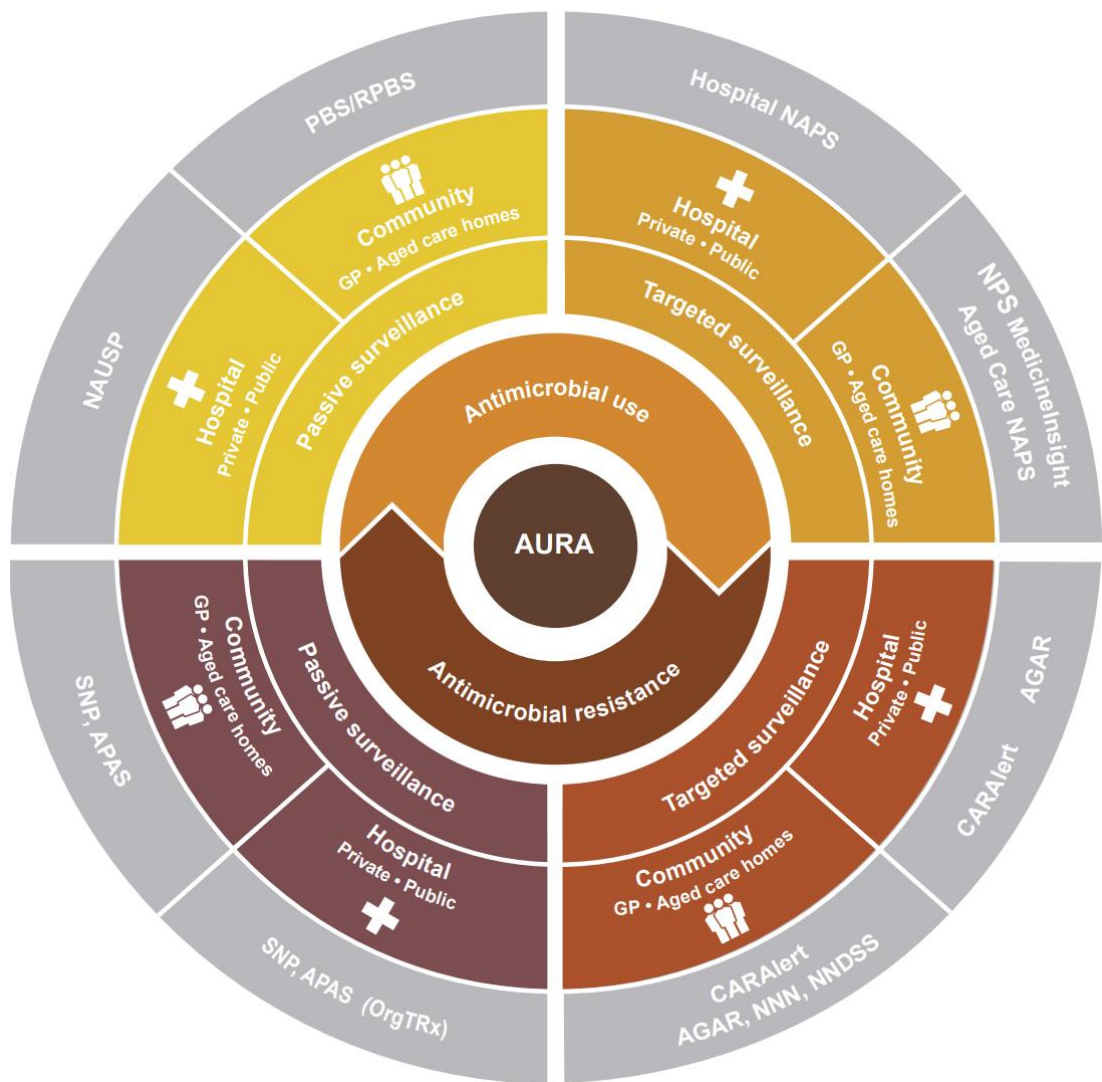 PBS/RPBS
Community
GP • Aged care homes
NAUSP
Hospital
Private • Public
Passive surveillance
Hospital NAPS
Hospital
Private • Public
Targeted surveillance
NPS MedicineInsight
Aged Care NAPS
Community
GP • Aged care homes
Antimicrobial use
AURA
Antimicrobial resistance
SNP, APAS
Community
GP • Aged care homes
Passive surveillance
Hospital
Private • Public
SNP, APAS (OrgTRx)
AGAR
CARAlert
Hospital
Private • Public
Targeted surveillance
Community
GP • Aged care homes
CARAlert
AGAR, NNN, NNDSS